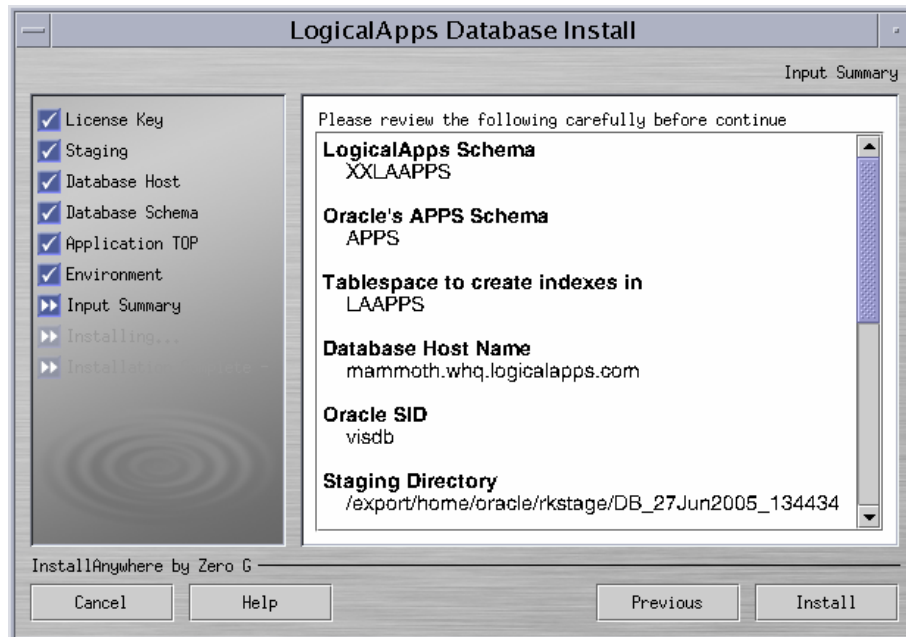 LogicalApps Database Install
Input Summary
License Key
Staging
Database Host
Database Schema
Application TOP
Environment
Input Summary
Installing...
Please review the following carefully before continue
LogicalApps Schema
XXLAAPPS
Oracle's APPS Schema
APPS
Tablespace to create indexes in
LAAPPS
Database Host Name
mammoth.whq.logicalapps.com
Oracle SID
visdb
Staging Directory
/export/home/oracle/rkstage/DB_27Jun2005_134434
InstallAnywhere by Zero G
Cancel
Help
Previous
Install